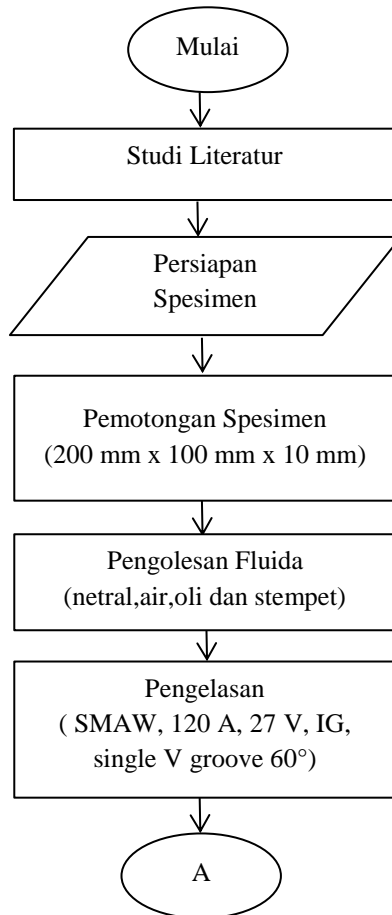 Mulai
Studi Literatur
Persiapan
Spesimen
Pemotongan Spesimen
(200 mm x 100 mm x 10 mm)
Pengolesan Fluida
(netral,air,oli dan stempet)
Pengelasan
( SMAW, 120 A, 27 V, IG,
single V groove 60°)
A